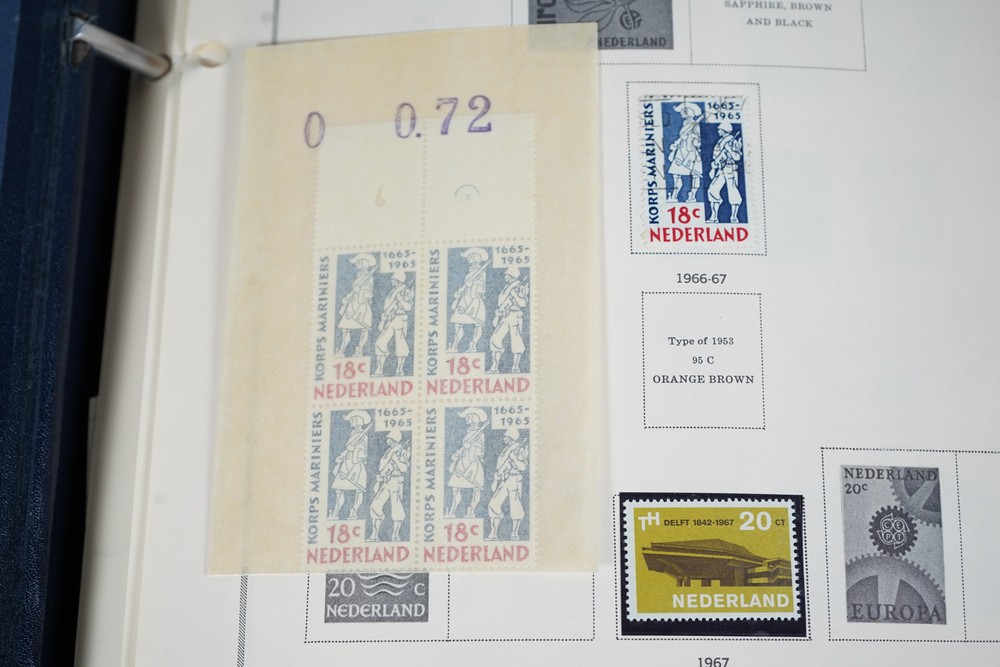 SAPPHIRE, BROWN
AND BLACK
NEDERLAND
0 0.72
KORPS MARINIERS
1665-
1965
18c
NEDERLAND
KORPS MARINIERS
1665-
1965
18c
NEDERLAND
KORPS MARINIERS
1665-
1965
18c
NEDERLAND
KORPS MARINIERS
1665-
1965
18c
NEDERLAND
KORPS MARINIERS
1665-
1965
18c
NEDERLAND
1966-67
Type of 1953
95 C
ORANGE BROWN
20 c
NEDERLAND
TH DELFT 1842-1967 20 CT
NEDERLAND
NEDERLAND
20c
CEPT
EUROPA
1967